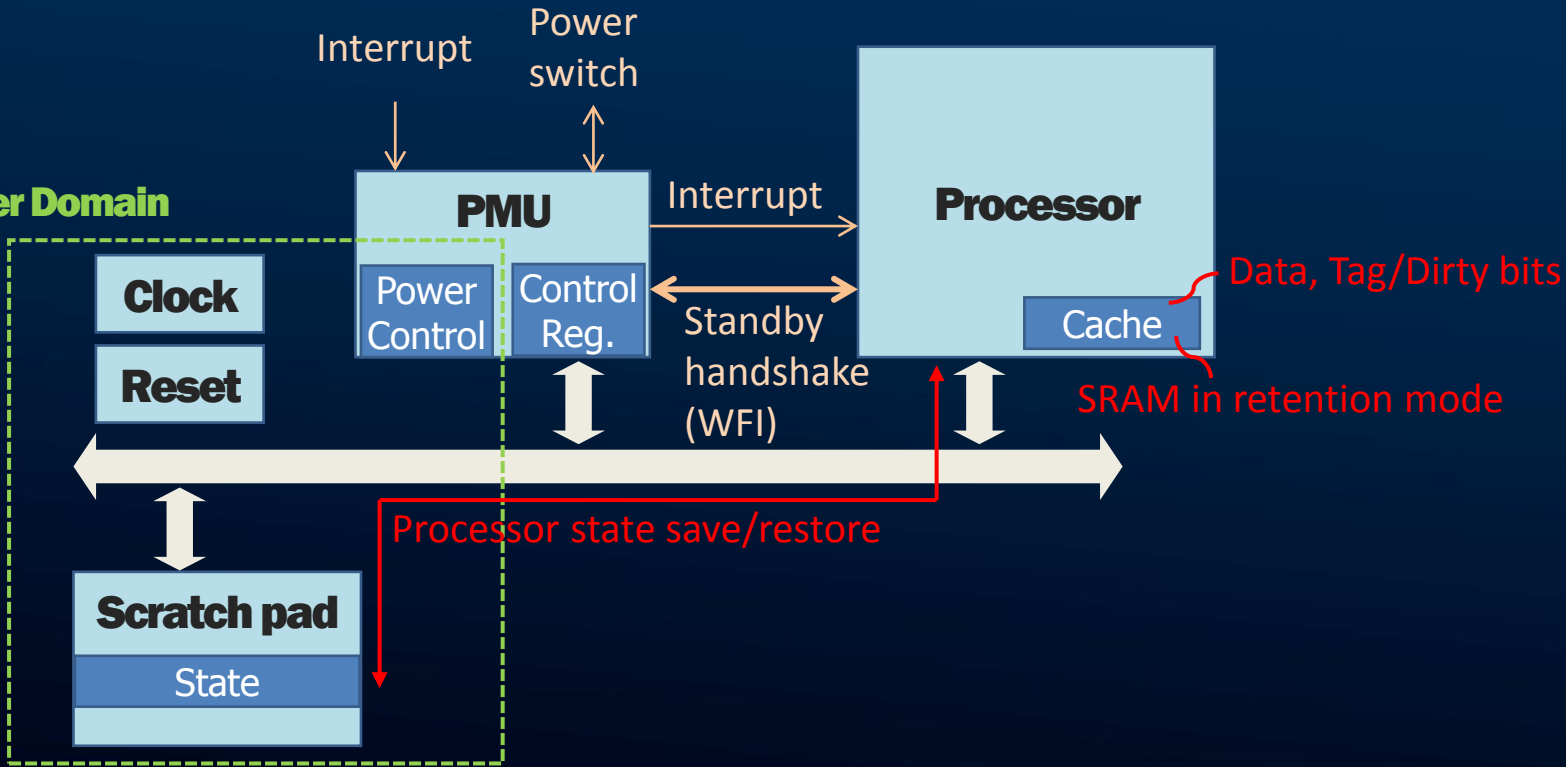 Interrupt
Power
switch
er Domain
PMU
Interrupt
Processor
Clock
Power
Control
Control
Reg.
Data, Tag/Dirty bits
Standby
handshake
(WFI)
Cache
Reset
SRAM in retention mode
Processor state save/restore
Scratch pad
State